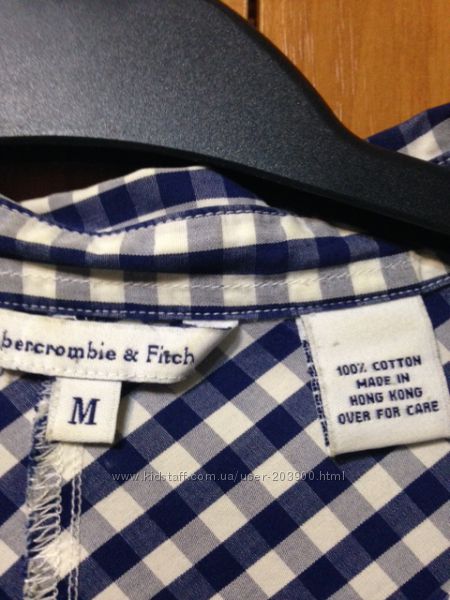 bercrombie & Fitch
M
100% COTTON
MADE IN
HONG KONG
OVER FOR CARE
www.kidstaff.com.ua/user-203900.html